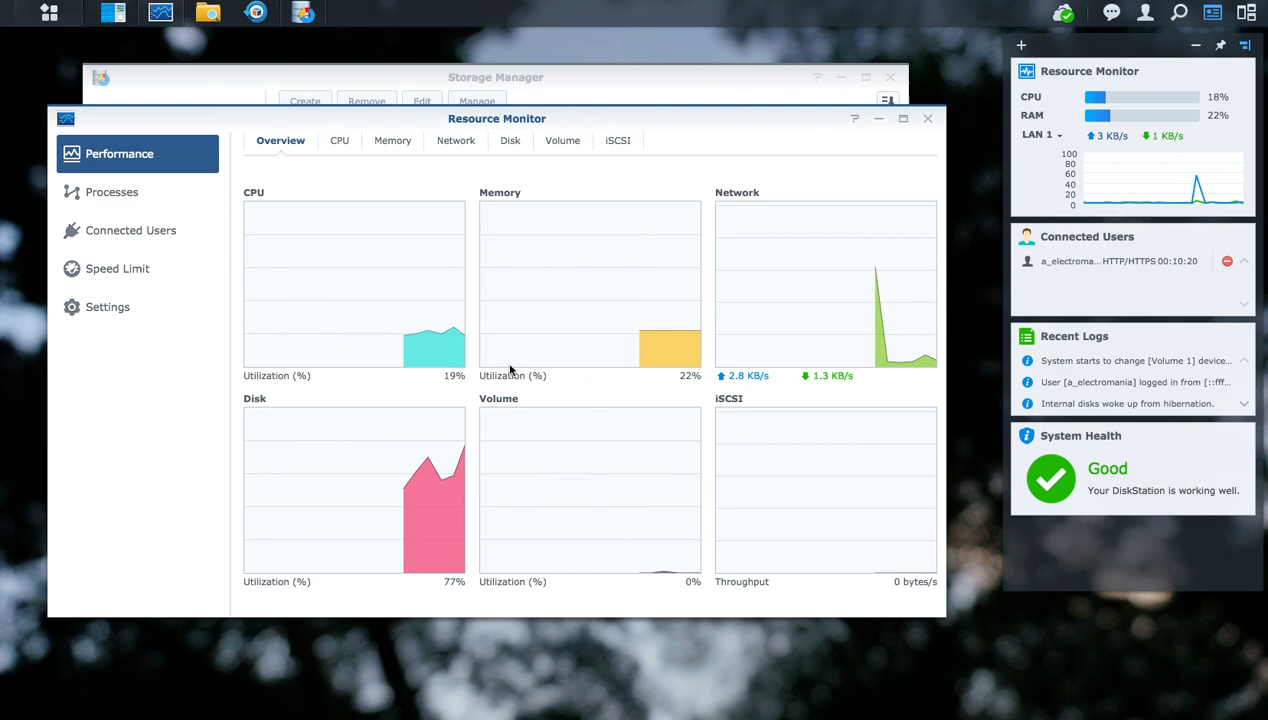 Storage Manager
Create Remove Edit Manage
Resource Monitor
Performance
Processes
Connected Users
Speed Limit
Settings
Overview CPU Memory Network Disk Volume iSCSI
CPU
Utilization (%) 19%
Memory
Utilization (%) 22%
Network
2.8 KB/s 1.3 KB/s
Disk
Utilization (%) 77%
Volume
Utilization (%) 0%
iSCSI
Throughput 0 bytes/s
Resource Monitor
CPU 18%
RAM 22%
LAN 1 3 KB/s 1 KB/s
100
80
60
40
20
0
Connected Users
a_electroma... HTTP/HTTPS 00:10:20
Recent Logs
System starts to change [Volume 1] device...
User [a_electromania] logged in from [::fff...
Internal disks woke up from hibernation.
System Health
Good
Your DiskStation is working well.